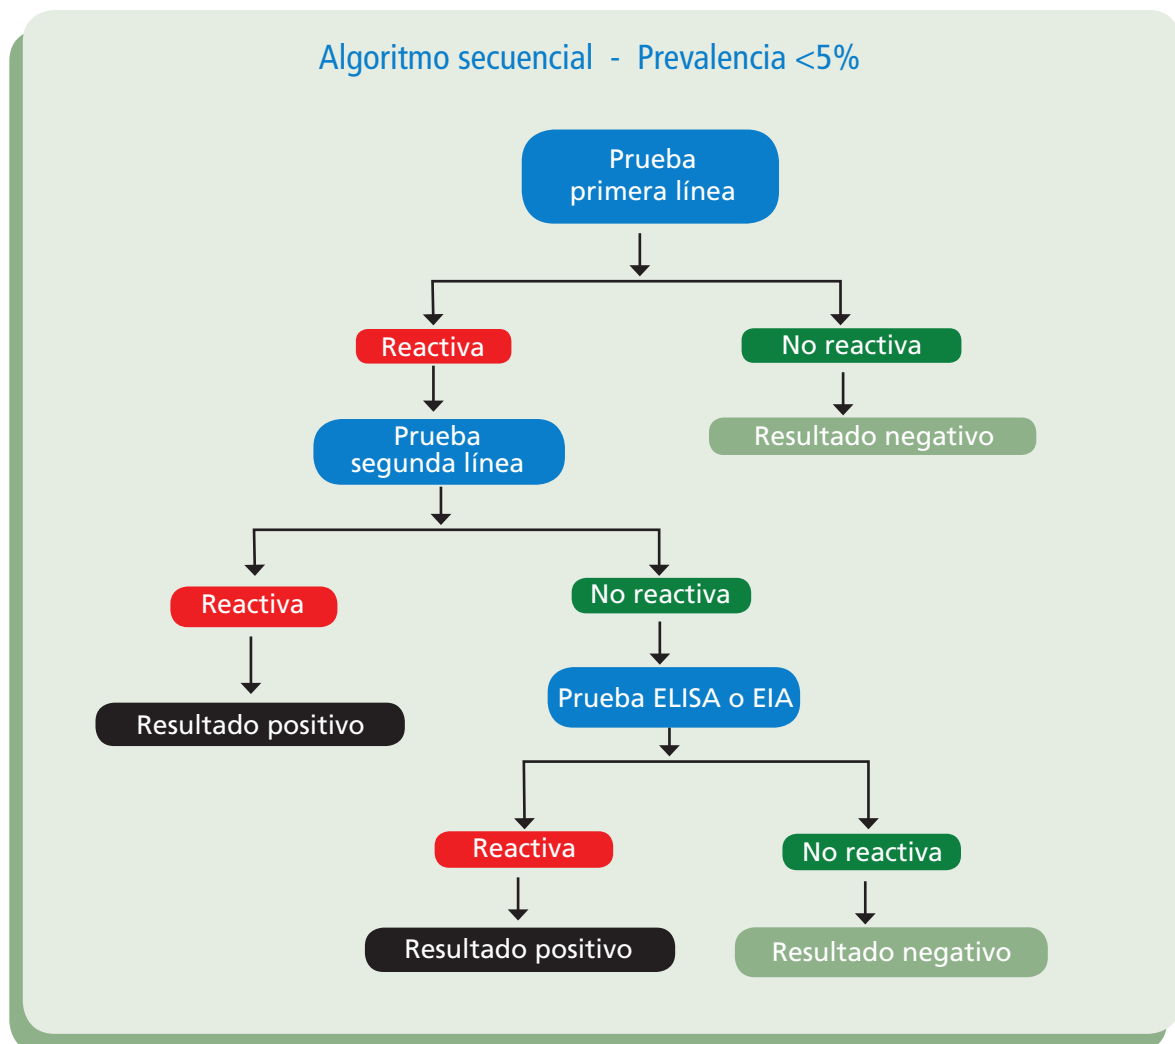 Algoritmo secuencial - Prevalencia <5%
Prueba
primera línea
Reactiva
No reactiva
Prueba
segunda línea
Resultado negativo
Reactiva
No reactiva
Resultado positivo
Prueba ELISA o EIA
Reactiva
No reactiva
Resultado positivo
Resultado negativo